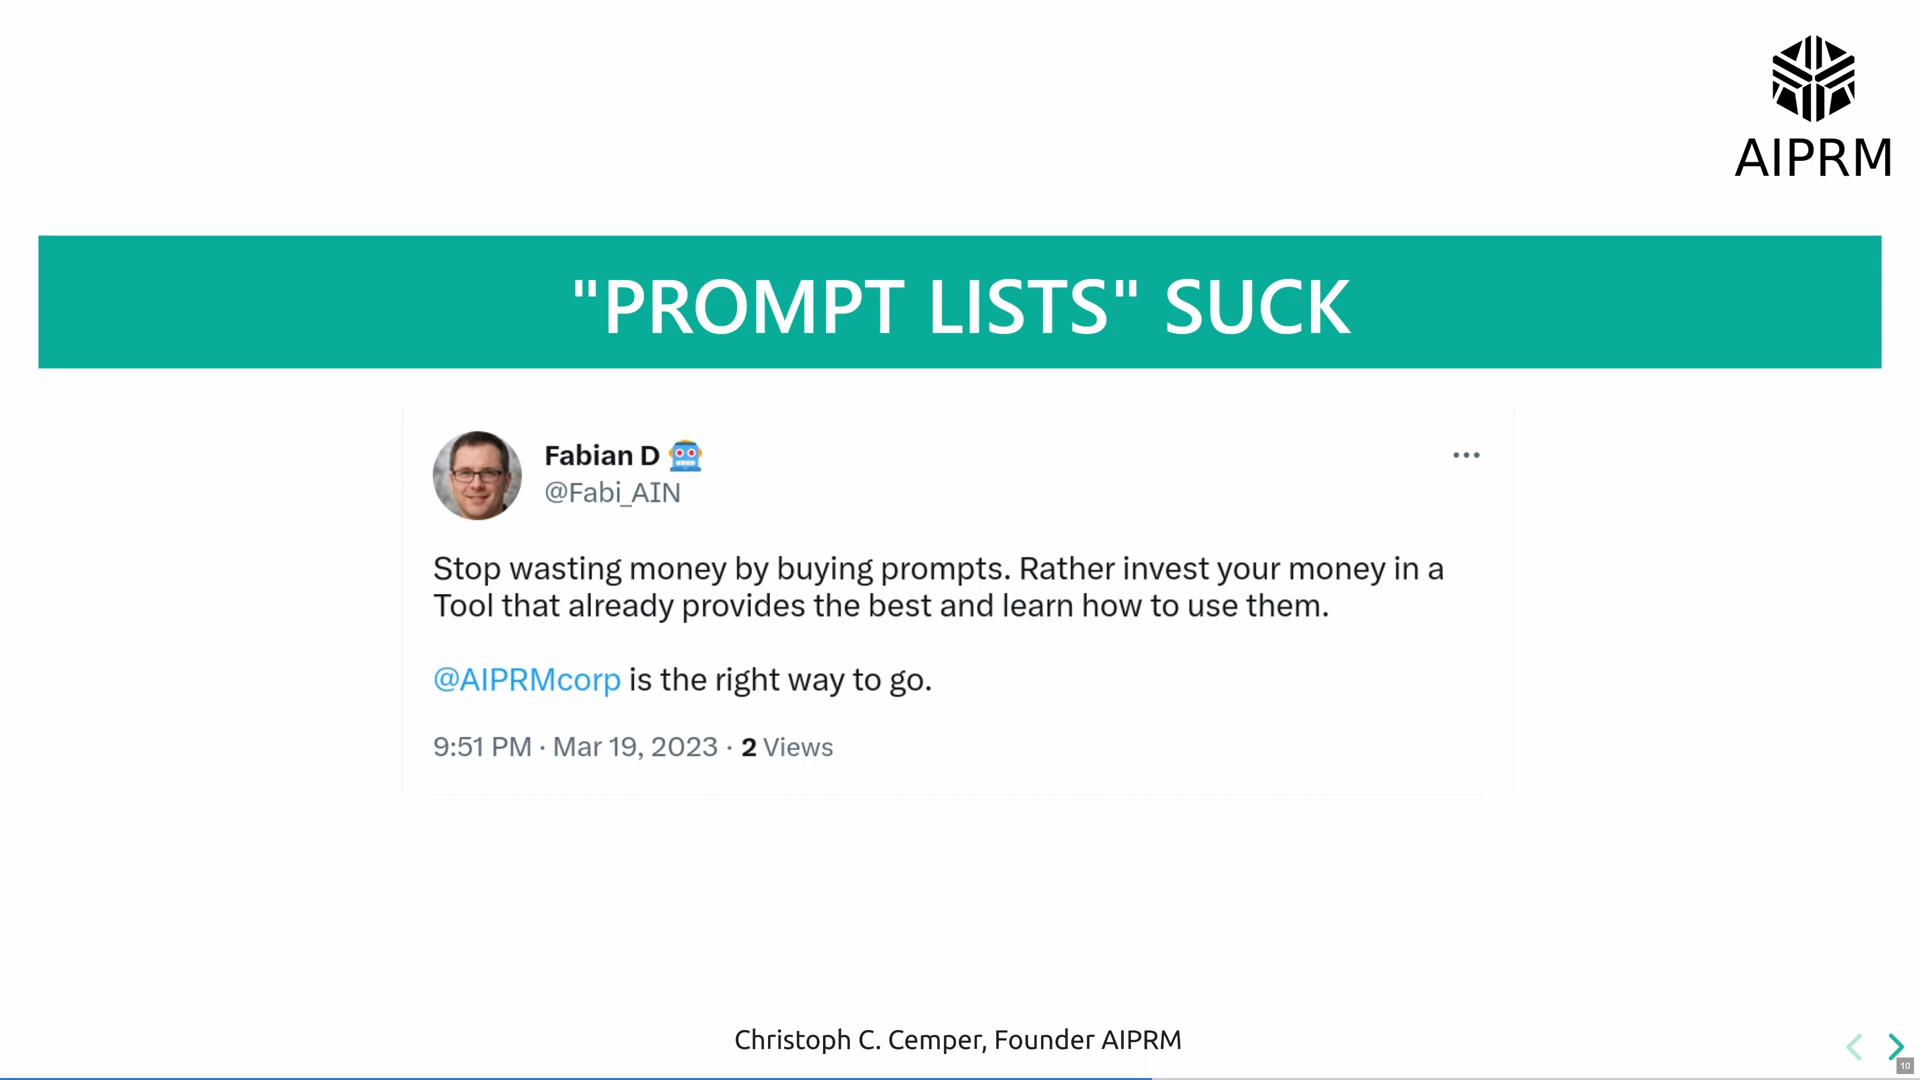 AIPRM
"PROMPT LISTS" SUCK
Fabian D
@Fabi_AIN
Stop wasting money by buying prompts. Rather invest your money in a
Tool that already provides the best and learn how to use them.
@AIPRMcorp is the right way to go.
9:51 PM · Mar 19, 2023 · 2 Views
Christoph C. Cemper, Founder AIPRM
10